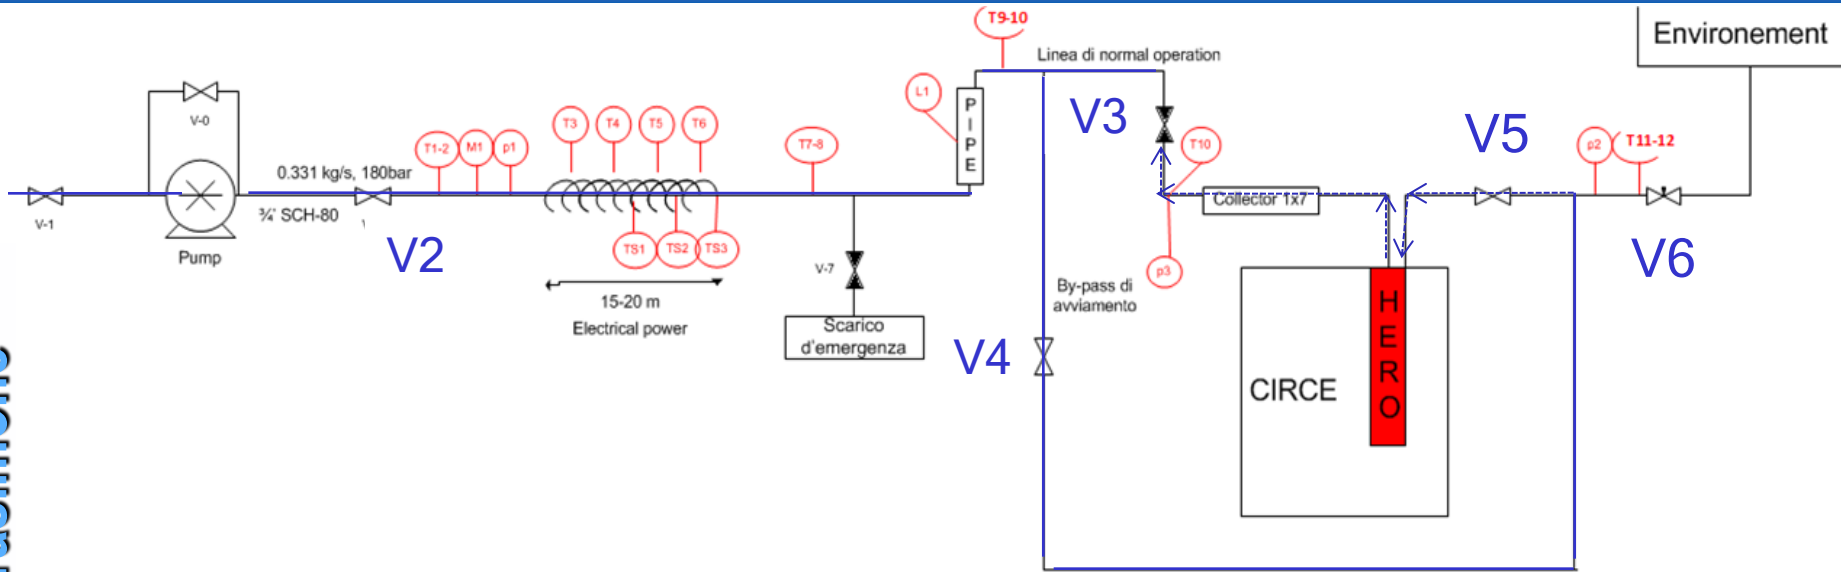 T9-10
Environement
Linea di normal operation
L1
P
I
P
E
V3
V-0
T3
T4
T5
T6
V5
T1-2
M1
p1
T7-8
T10
p2
T11-12
0.331 kg/s, 180bar
V-1
¾' SCH-80
Collector 1x7
V2
TS1
TS2
TS3
V6
Pump
V-7
p3
15-20 m
By-pass di
avviamento
Electrical power
Scarico
d'emergenza
V4
CIRCE
H
E
R
O